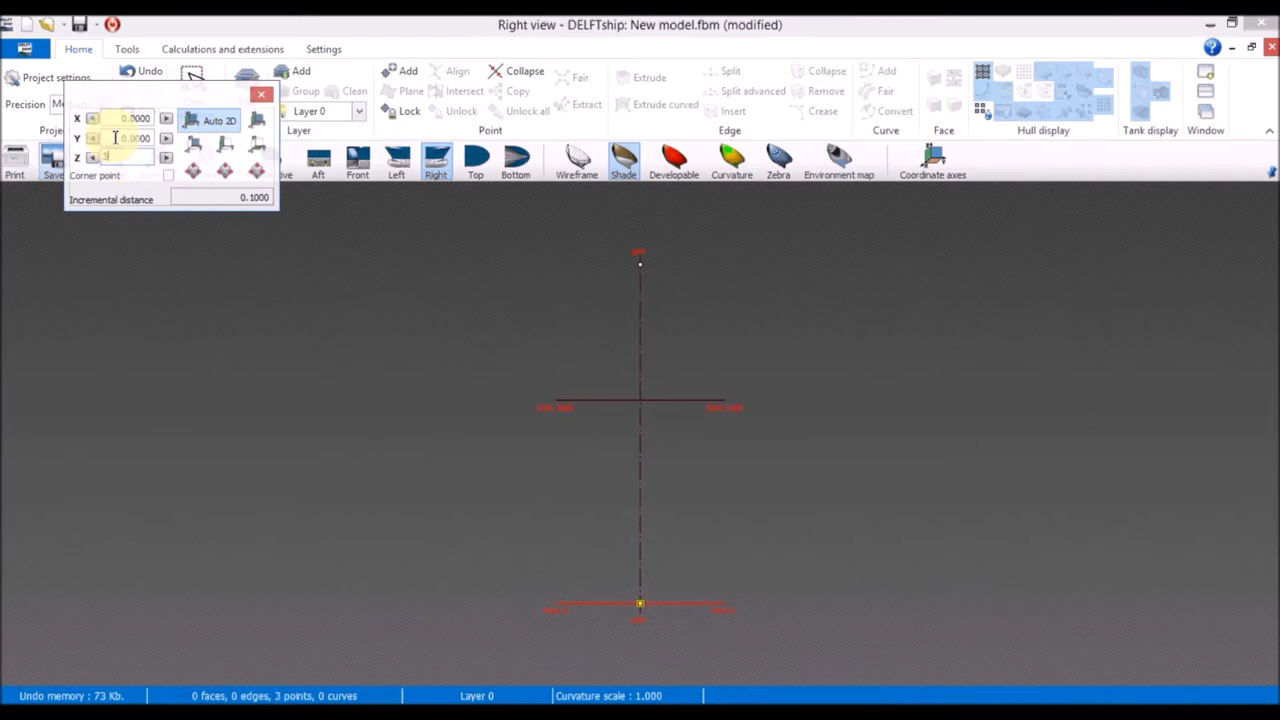 Right view - DELFTship: New model.fbm (modified)
Home Tools Calculations and extensions Settings
Project settings Undo Add Add Align Collapse Fair Extrude Split Collapse Add
Group Clean Plane Intersect Copy Split advanced Remove Fair
Precision Layer 0 Lock Unlock Unlock Extract Extrude curved Insert Crease Convert
Layer Point Edge Curve Face Hull display Tank display Window
X 0.0000 Auto 2D
Y 0.0000
Z 5
Corner point
Incremental distance 0.1000
Print Aft Front Left Right Top Bottom Wireframe Shade Developable Curvature Zebra Environment map Coordinate axes
Undo memory : 73 Kb. 0 faces, 0 edges, 3 points, 0 curves Layer 0 Curvature scale : 1.000